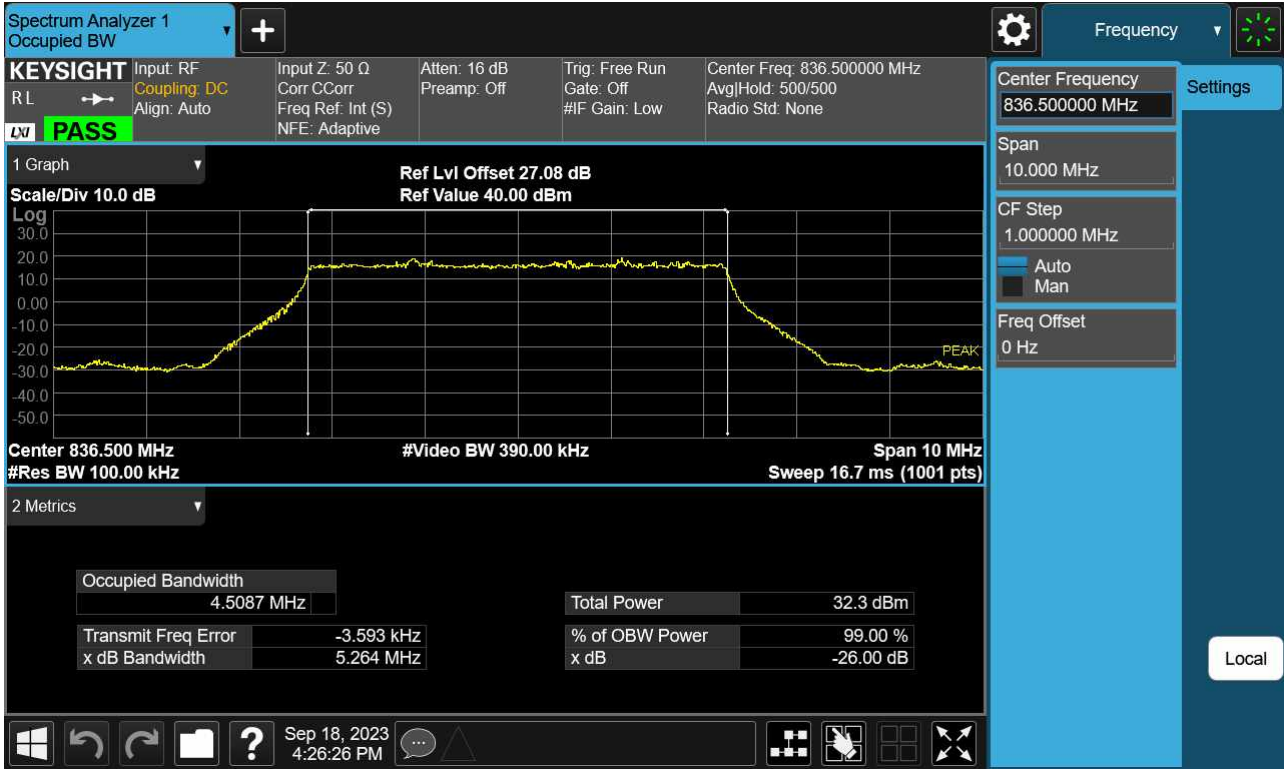 Spectrum Analyzer 1
Occupied BW
Frequency
KEYSIGHT
R L
LXI
PASS
Input: RF
Coupling: DC
Align: Auto
Input Z: 50 Ω
Corr CCorr
Freq Ref: Int (S)
NFE: Adaptive
Atten: 16 dB
Preamp: Off
Trig: Free Run
Gate: Off
#IF Gain: Low
Center Freq: 836.500000 MHz
Avg|Hold: 500/500
Radio Std: None
Center Frequency
836.500000 MHz
Settings
Span
10.000 MHz
CF Step
1.000000 MHz
Auto
Man
Freq Offset
0 Hz
Local
1 Graph
Scale/Div 10.0 dB
Ref Lvl Offset 27.08 dB
Ref Value 40.00 dBm
Log
30.0
20.0
10.0
0.00
-10.0
-20.0
-30.0
-40.0
-50.0
PEAK
Center 836.500 MHz
#Video BW 390.00 kHz
Span 10 MHz
#Res BW 100.00 kHz
Sweep 16.7 ms (1001 pts)
2 Metrics
Occupied Bandwidth
4.5087 MHz
Total Power 32.3 dBm
Transmit Freq Error -3.593 kHz
% of OBW Power 99.00 %
x dB Bandwidth 5.264 MHz
x dB -26.00 dB
?
Sep 18, 2023
4:26:26 PM